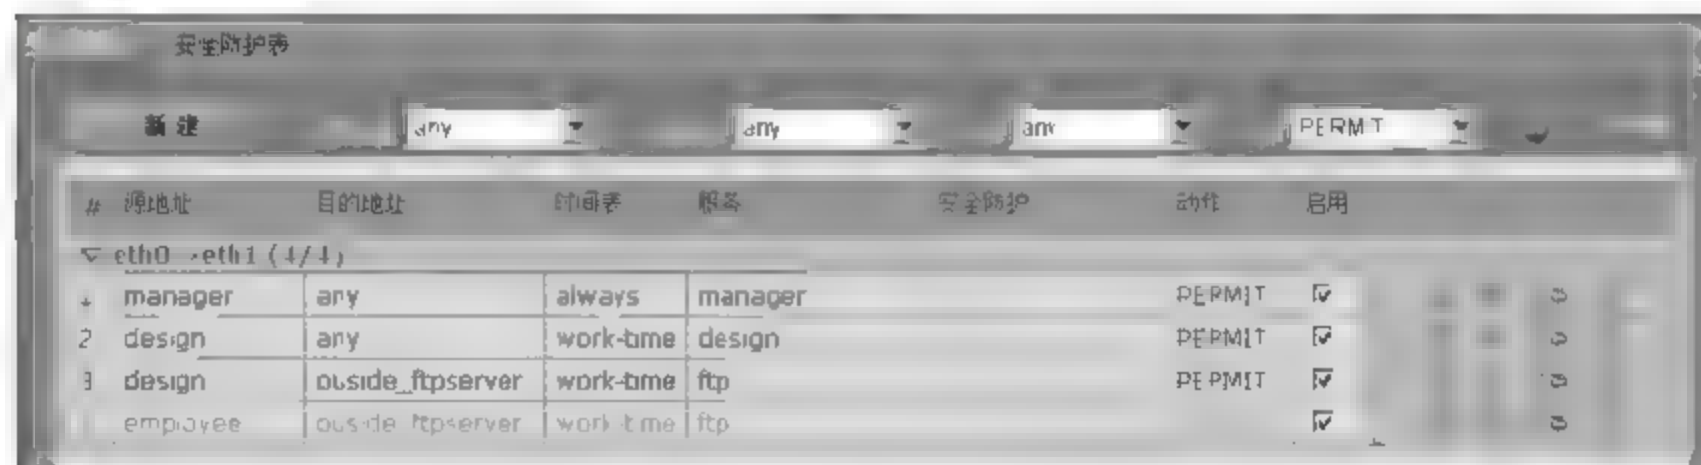 安全防护表
新建 any any any PERMIT
# 源地址 目的地址 时间表 服务 安全防护 动作 启用
eth0 ->eth1 (4/4)
manager any always manager PERMIT
2 design any work-time design PERMIT
3 design outside_ftpserver work-time ftp PERMIT
employee outside_ftpserver work-time ftp